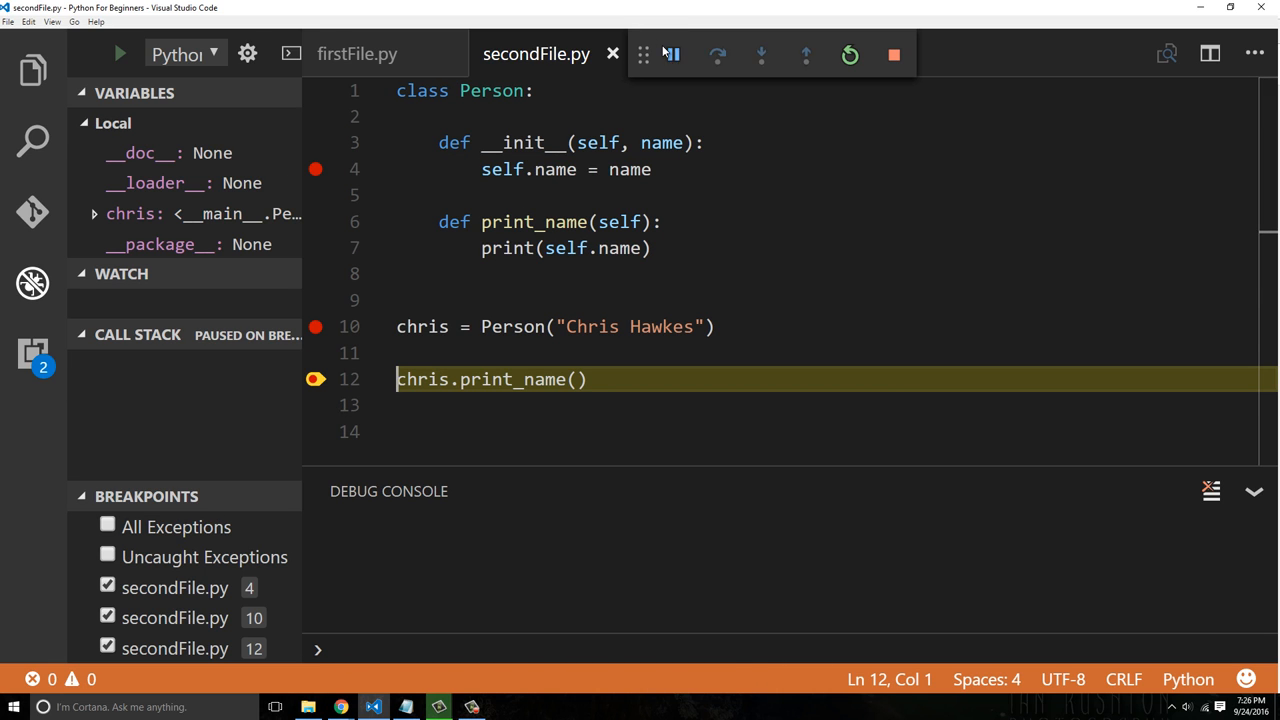 secondFile.py - Python For Beginners - Visual Studio Code
File Edit View Go Help
Python firstFile.py secondFile.py
VARIABLES
Local
__doc__: None
__loader__: None
chris: <__main__.Pe...
__package__: None
WATCH
CALL STACK PAUSED ON BRE...
BREAKPOINTS
All Exceptions
Uncaught Exceptions
secondFile.py 4
secondFile.py 10
secondFile.py 12
2
1 class Person:
2
3 def __init__(self, name):
4 self.name = name
5
6 def print_name(self):
7 print(self.name)
8
9
10 chris = Person("Chris Hawkes")
11
12 chris.print_name()
13
14
DEBUG CONSOLE
0 0 Ln 12, Col 1 Spaces: 4 UTF-8 CRLF Python
I'm Cortana. Ask me anything.
7:26 PM
9/24/2016